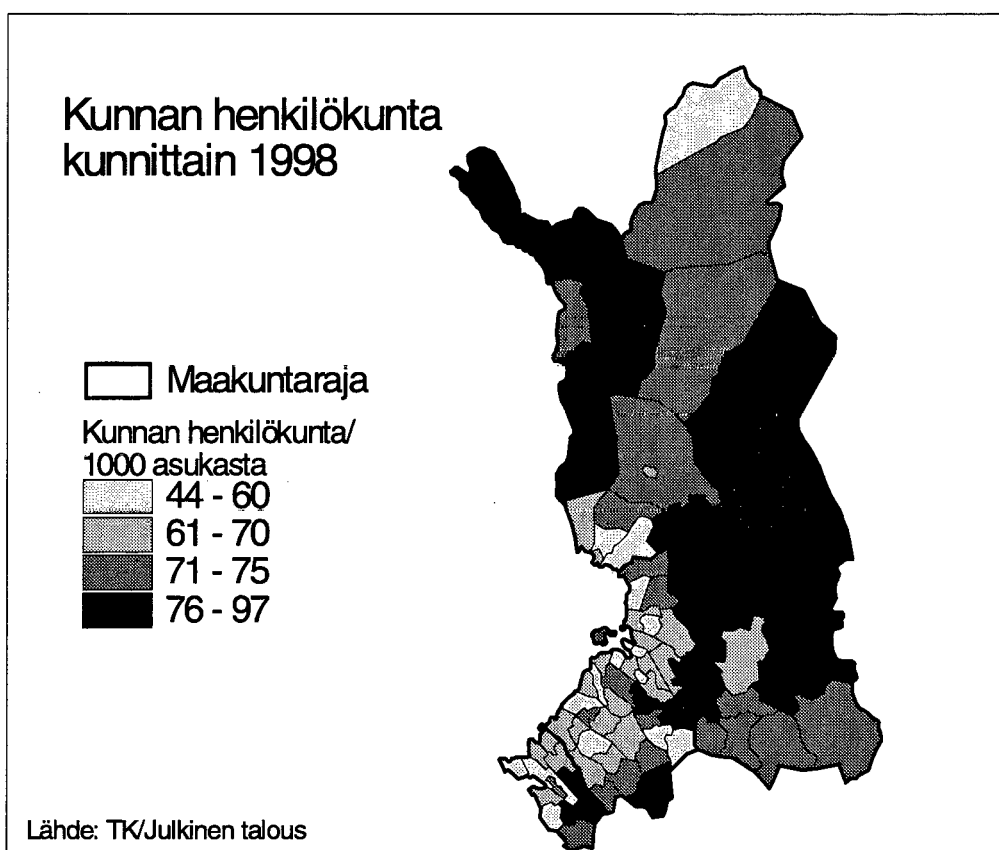 Kunnan henkilökunta
kunnittain 1998
Maakuntaraja
Kunnan henkilökunta/
1000 asukasta
44 - 60
61 - 70
71 - 75
76 - 97
Lähde: TK/Julkinen talous